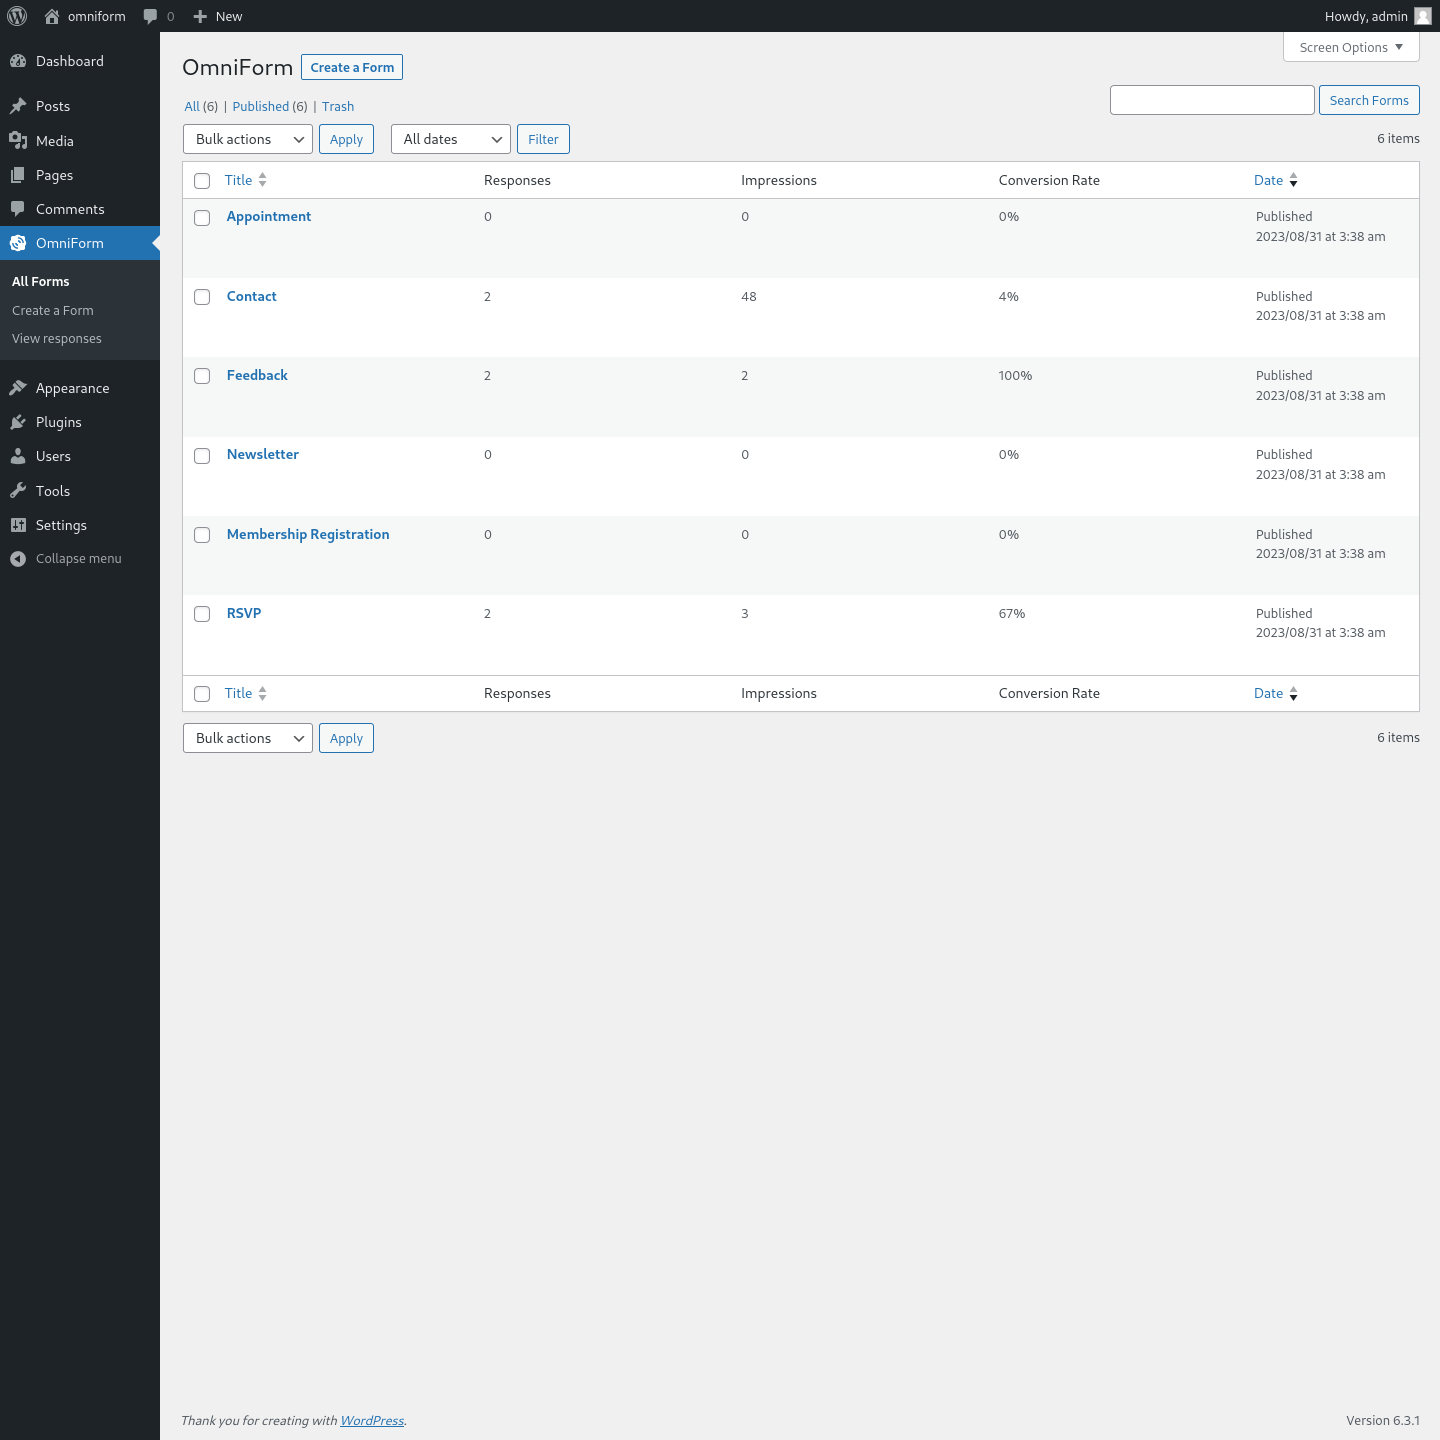 omniform 0 New Howdy, admin
Screen Options
Dashboard
Posts
Media
Pages
Comments
OmniForm
All Forms
Create a Form
View responses
Appearance
Plugins
Users
Tools
Settings
Collapse menu
OmniForm Create a Form
All (6) | Published (6) | Trash
Search Forms
Bulk actions Apply All dates Filter 6 items
Title Responses Impressions Conversion Rate Date
Appointment 0 0 0% Published
2023/08/31 at 3:38 am
Contact 2 48 4% Published
2023/08/31 at 3:38 am
Feedback 2 2 100% Published
2023/08/31 at 3:38 am
Newsletter 0 0 0% Published
2023/08/31 at 3:38 am
Membership Registration 0 0 0% Published
2023/08/31 at 3:38 am
RSVP 2 3 67% Published
2023/08/31 at 3:38 am
Title Responses Impressions Conversion Rate Date
Bulk actions Apply 6 items
Thank you for creating with WordPress. Version 6.3.1